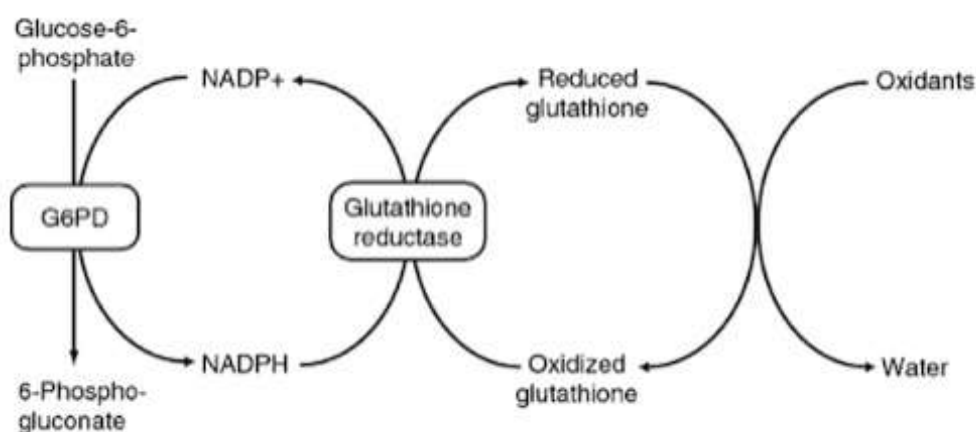 Glucose-6-
phosphate
NADP+
Reduced
glutathione
Oxidants
G6PD
Glutathione
reductase
NADPH
Oxidized
glutathione
Water
6-Phospho-
gluconate